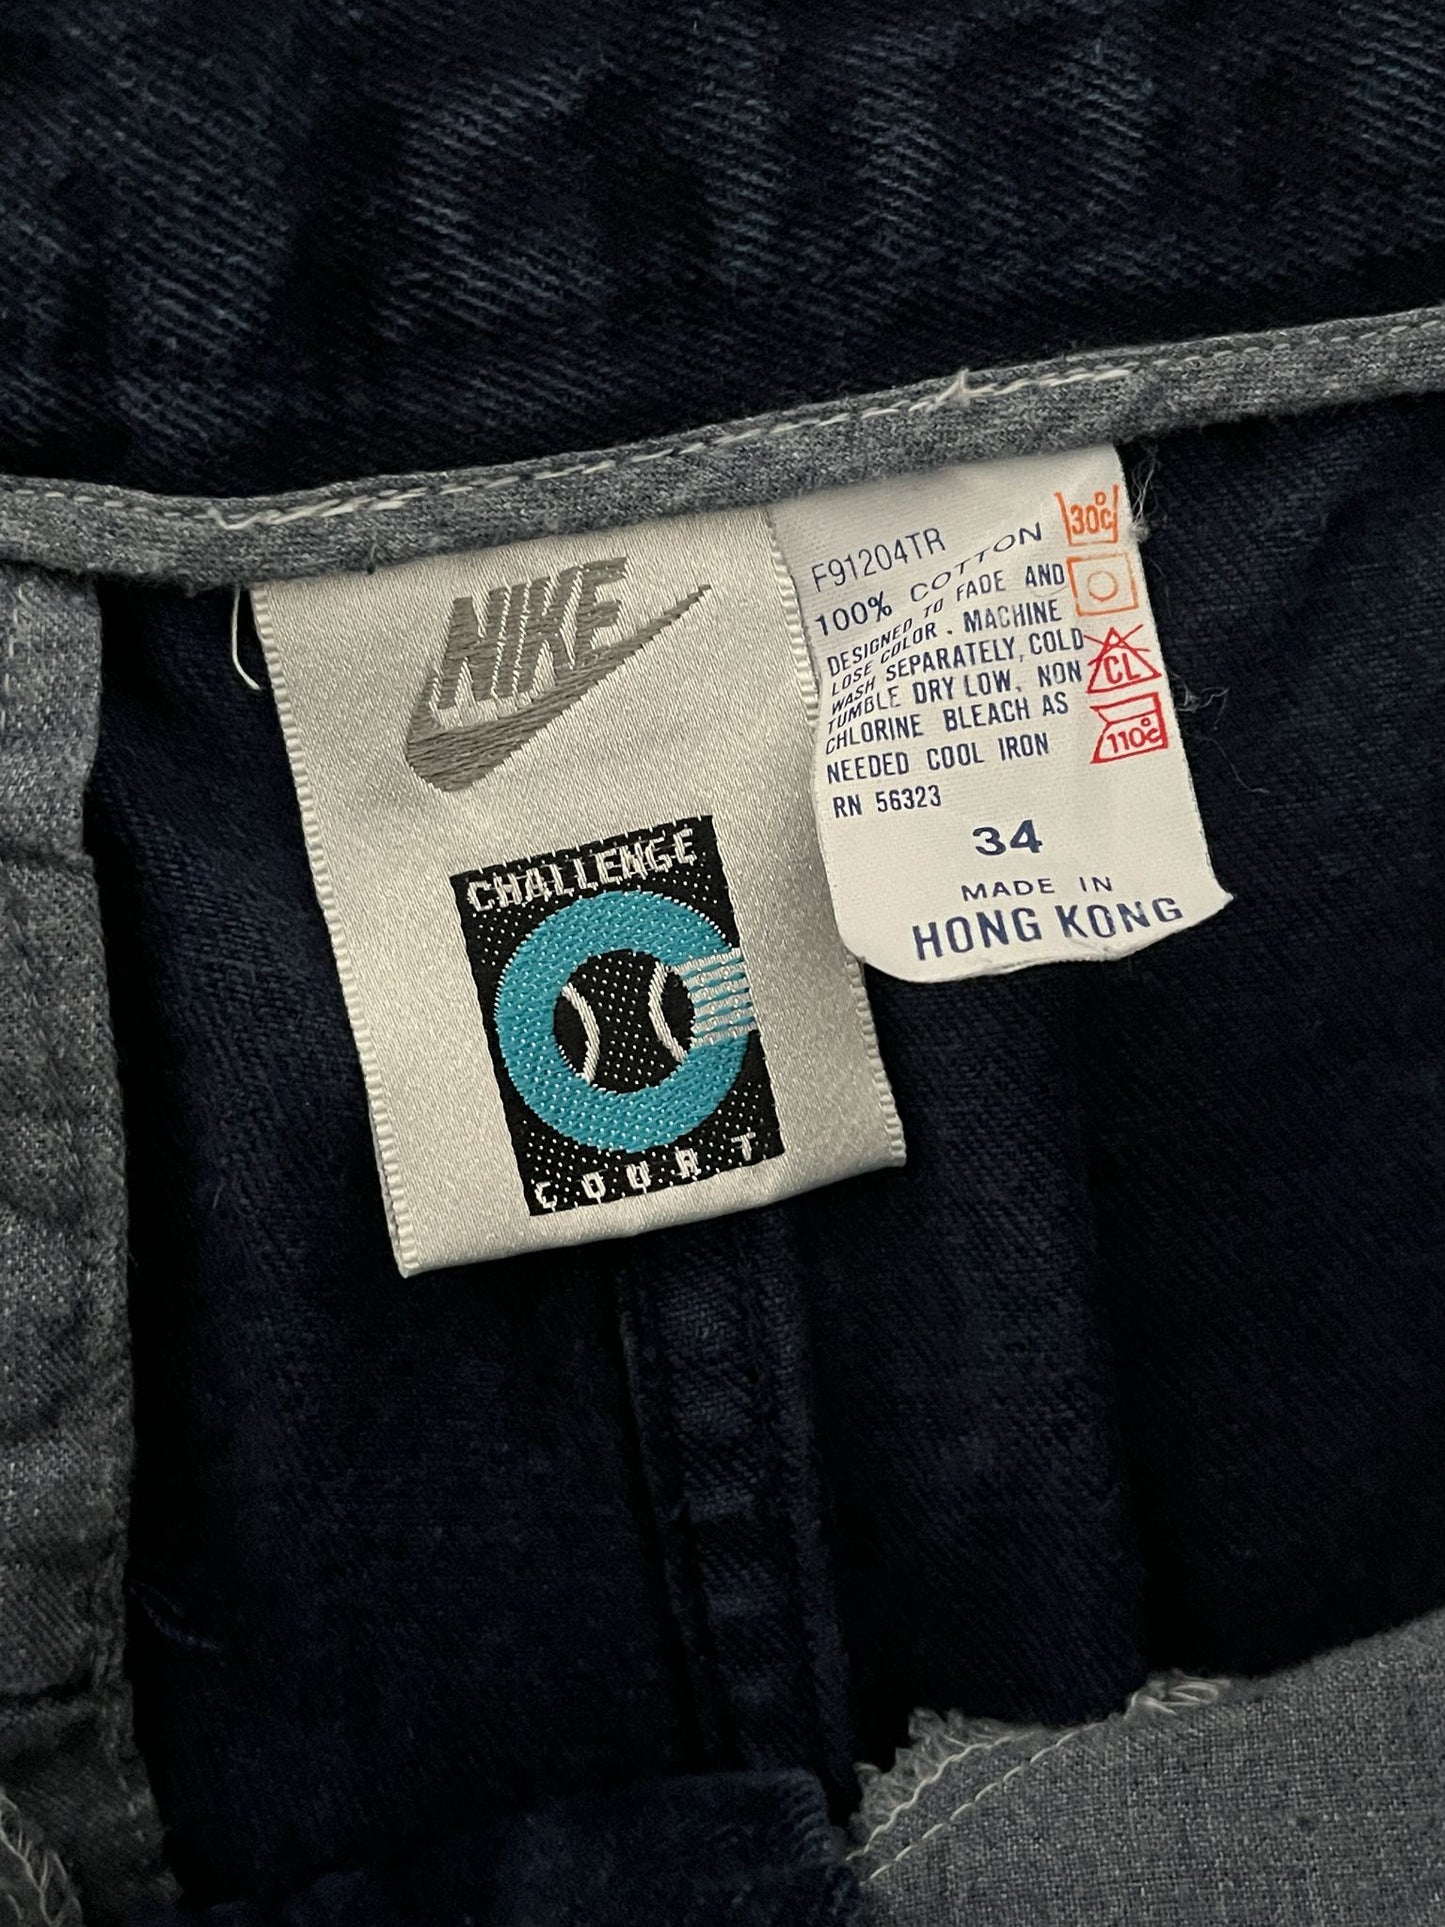 NIKE
CHALLENGE
COURT
F91204TR
100% COTTON
DESIGNED TO FADE AND
LOSE COLOR. MACHINE
WASH SEPARATELY, COLD
TUMBLE DRY LOW, NON
CHLORINE BLEACH AS
NEEDED COOL IRON
RN 56323
34
MADE IN
HONG KONG
30°C
CL
110°C